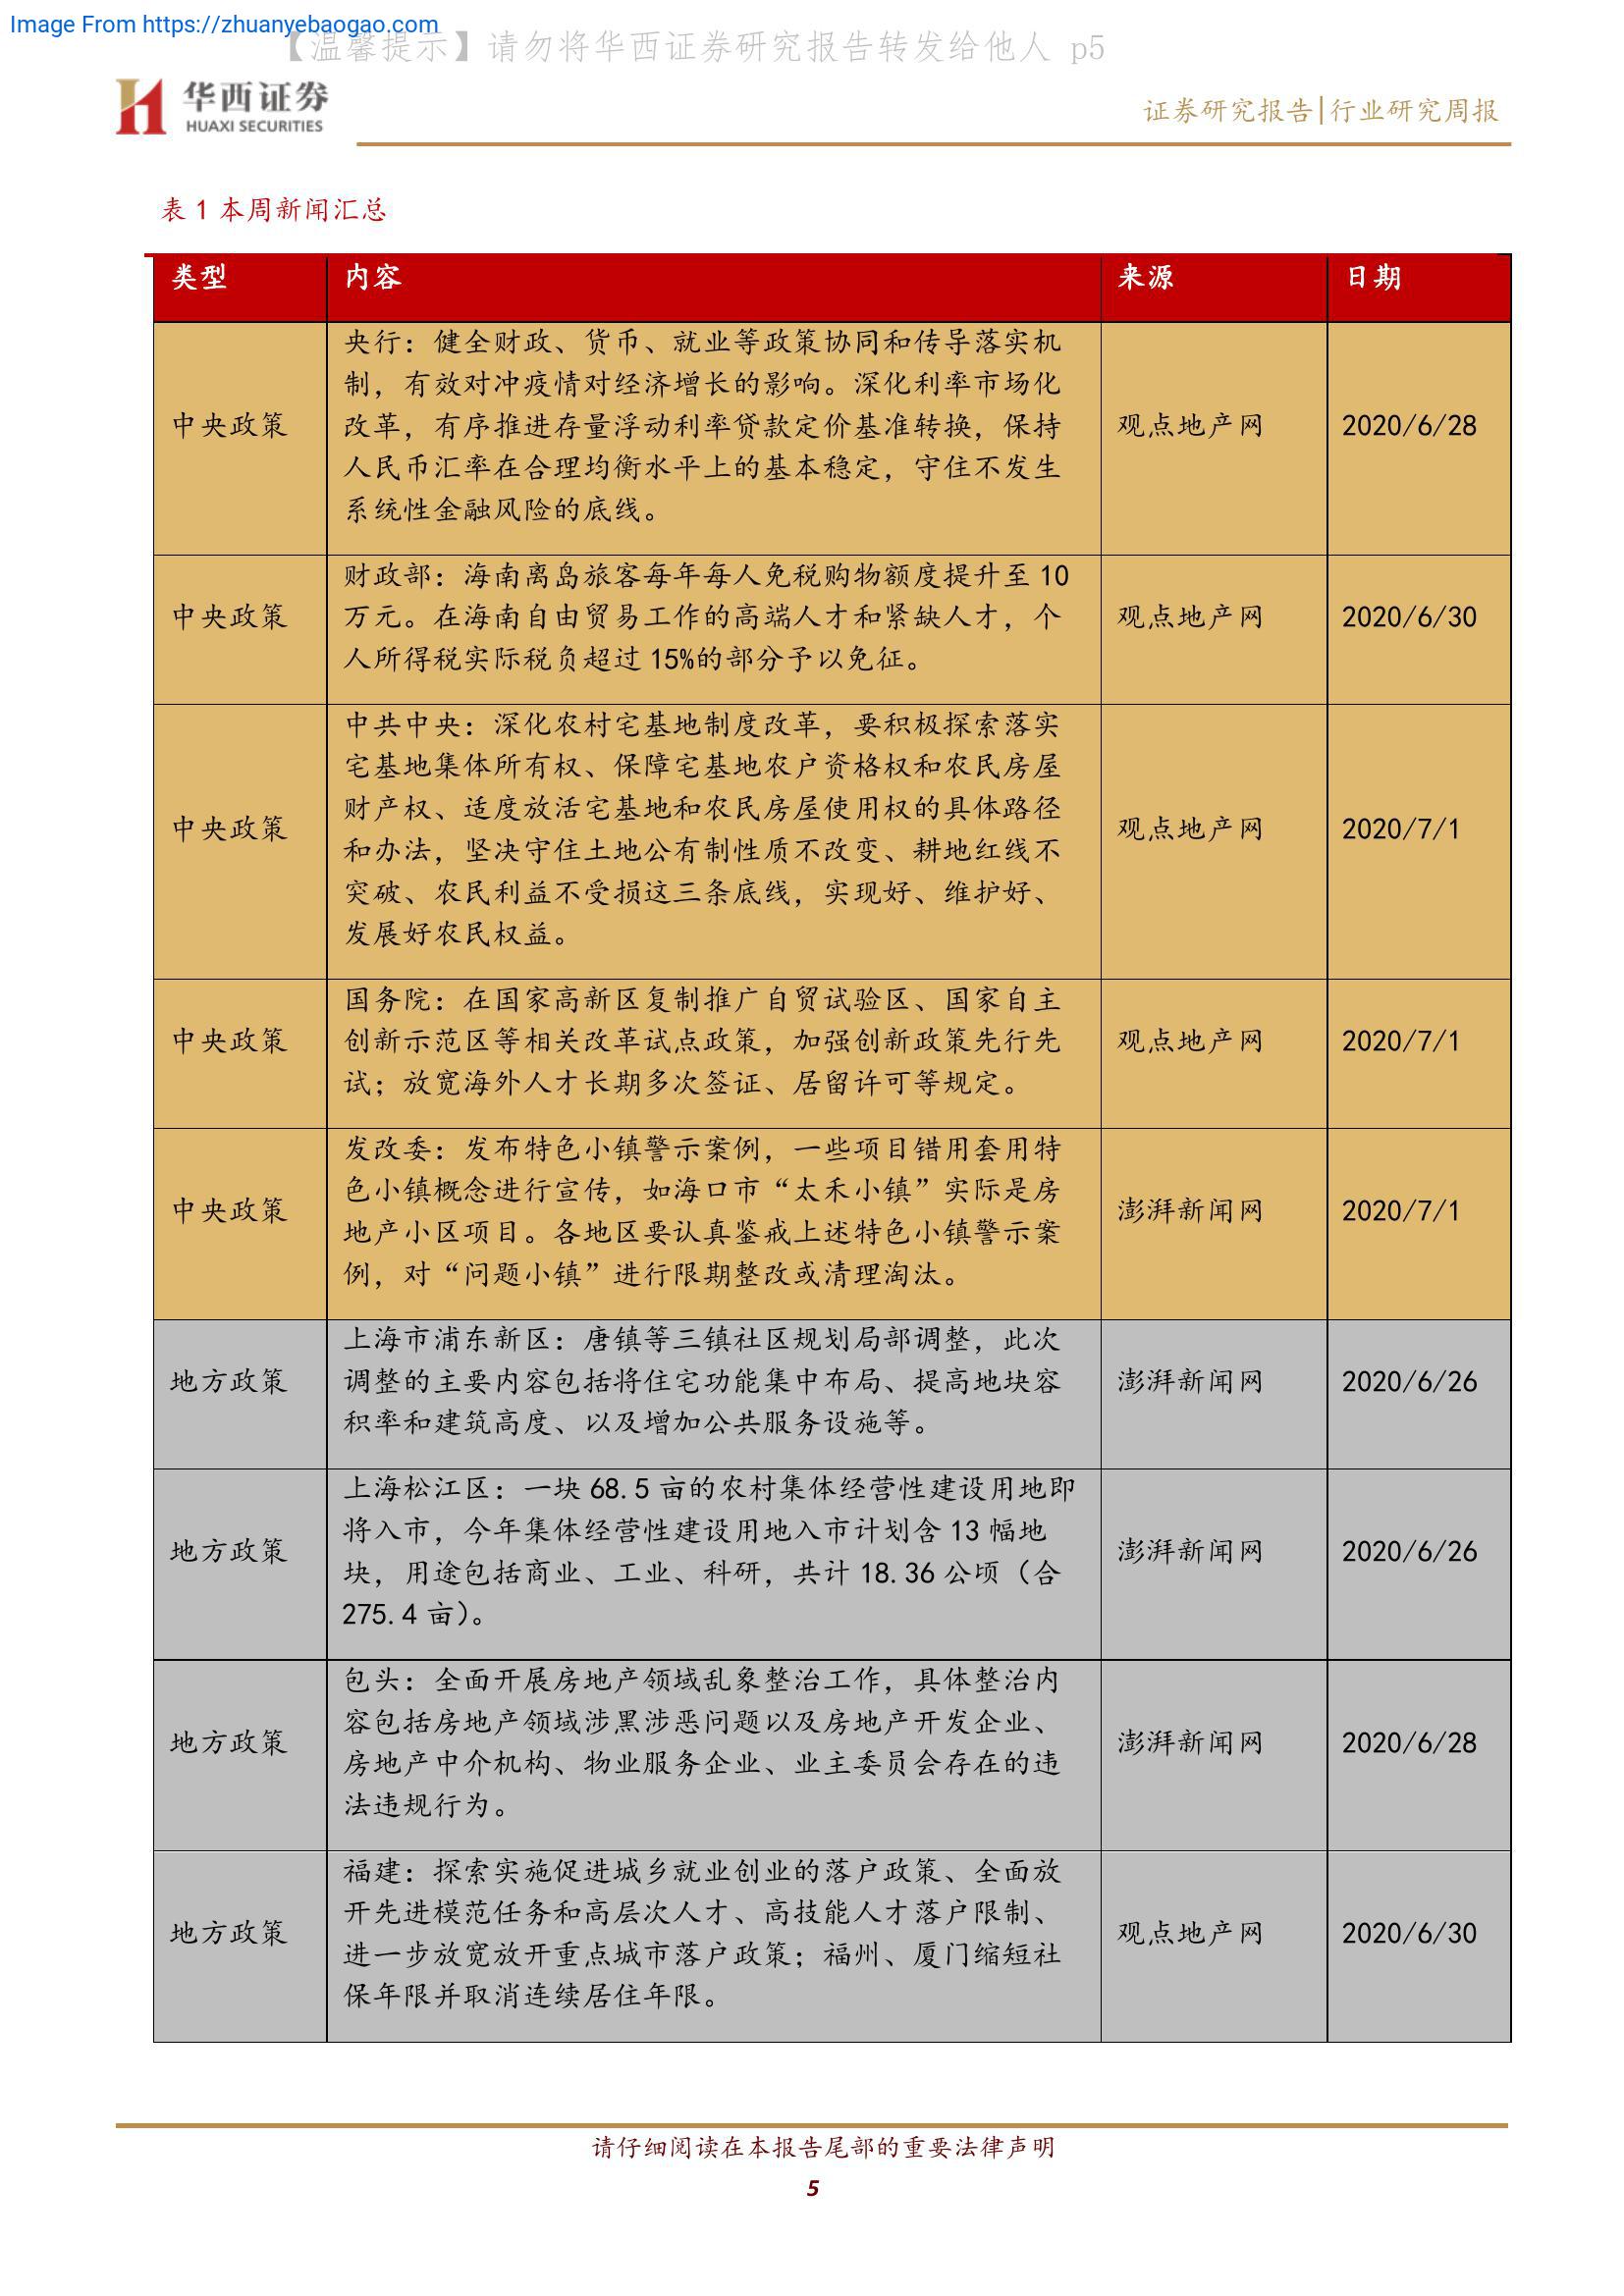 Image From https://zhuanyebaogao.com
【温馨提示】请勿将华西证券研究报告转发给他人 p5
华西证券
HUAXI SECURITIES
证券研究报告|行业研究周报
表 1 本周新闻汇总
类型 内容 来源 日期
央行：健全财政、货币、就业等政策协同和传导落实机
制，有效对冲疫情对经济增长的影响。深化利率市场化
中央政策 改革，有序推进存量浮动利率贷款定价基准转换，保持 观点地产网 2020/6/28
人民币汇率在合理均衡水平上的基本稳定，守住不发生
系统性金融风险的底线。
财政部：海南离岛旅客每年每人免税购物额度提升至 10
中央政策 万元。在海南自由贸易工作的高端人才和紧缺人才，个 观点地产网 2020/6/30
人所得税实际税负超过 15%的部分予以免征。
中共中央：深化农村宅基地制度改革，要积极探索落实
宅基地集体所有权、保障宅基地农户资格权和农民房屋
财产权、适度放活宅基地和农民房屋使用权的具体路径
中央政策 观点地产网 2020/7/1
和办法，坚决守住土地公有制性质不改变、耕地红线不
突破、农民利益不受损这三条底线，实现好、维护好、
发展好农民权益。
国务院：在国家高新区复制推广自贸试验区、国家自主
中央政策 创新示范区等相关改革试点政策，加强创新政策先行先 观点地产网 2020/7/1
试；放宽海外人才长期多次签证、居留许可等规定。
发改委：发布特色小镇警示案例，一些项目错用套用特
色小镇概念进行宣传，如海口市“太禾小镇”实际是房
中央政策 澎湃新闻网 2020/7/1
地产小区项目。各地区要认真鉴戒上述特色小镇警示案
例，对“问题小镇”进行限期整改或清理淘汰。
上海市浦东新区：唐镇等三镇社区规划局部调整，此次
地方政策 调整的主要内容包括将住宅功能集中布局、提高地块容 澎湃新闻网 2020/6/26
积率和建筑高度、以及增加公共服务设施等。
上海松江区：一块 68.5 亩的农村集体经营性建设用地即
将入市，今年集体经营性建设用地入市计划含 13 幅地
地方政策 澎湃新闻网 2020/6/26
块，用途包括商业、工业、科研，共计 18.36 公顷（合
275.4 亩）。
包头：全面开展房地产领域乱象整治工作，具体整治内
容包括房地产领域涉黑涉恶问题以及房地产开发企业、
地方政策 澎湃新闻网 2020/6/28
房地产中介机构、物业服务企业、业主委员会存在的违
法违规行为。
福建：探索实施促进城乡就业创业的落户政策、全面放
开先进模范任务和高层次人才、高技能人才落户限制、
地方政策 观点地产网 2020/6/30
进一步放宽放开重点城市落户政策；福州、厦门缩短社
保年限并取消连续居住年限。
请仔细阅读在本报告尾部的重要法律声明
5